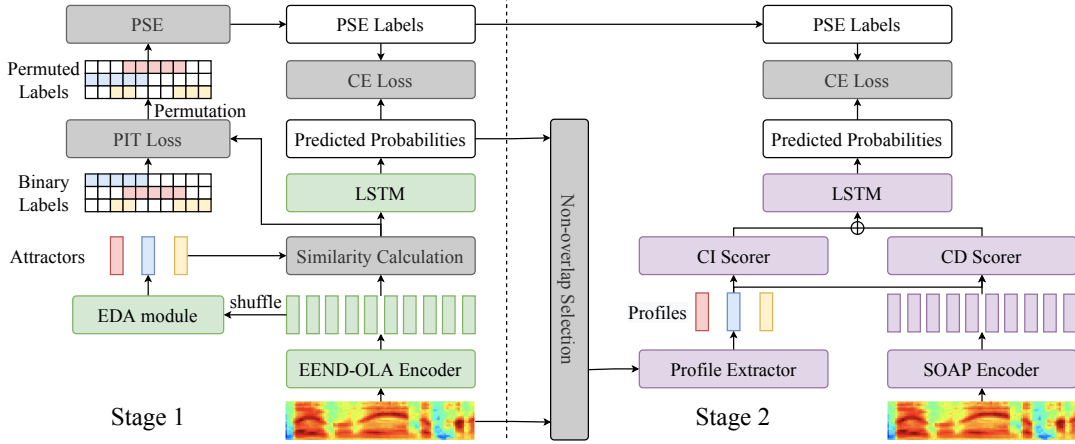 PSE
PSE Labels
PSE Labels
Permuted
Labels
CE Loss
CE Loss
Permutation
PIT Loss
Predicted Probabilities
Predicted Probabilities
Binary
Labels
LSTM
LSTM
Non-overlap Selection
Attractors
Similarity Calculation
CI Scorer
CD Scorer
shuffle
EDA module
Profiles
EEND-OLA Encoder
Profile Extractor
SOAP Encoder
Stage 1
Stage 2